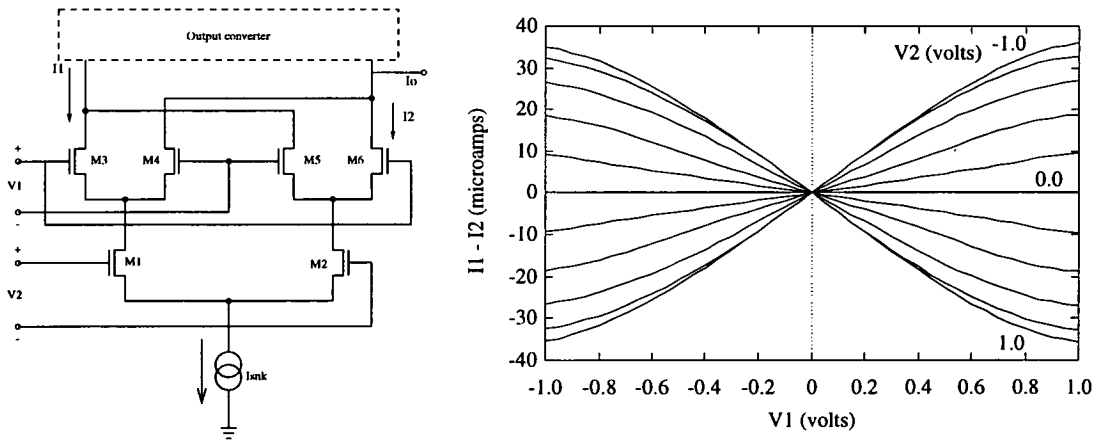 Output converter
I1
Io
I2
+
M3
M4
M5
M6
V1
-
+
M1
M2
V2
-
Isnk
I1 - I2 (microamps)
40
30
20
10
0
-10
-20
-30
-40
V2 (volts)
-1.0
0.0
1.0
-1.0 -0.8 -0.6 -0.4 -0.2 0 0.2 0.4 0.6 0.8 1.0
V1 (volts)